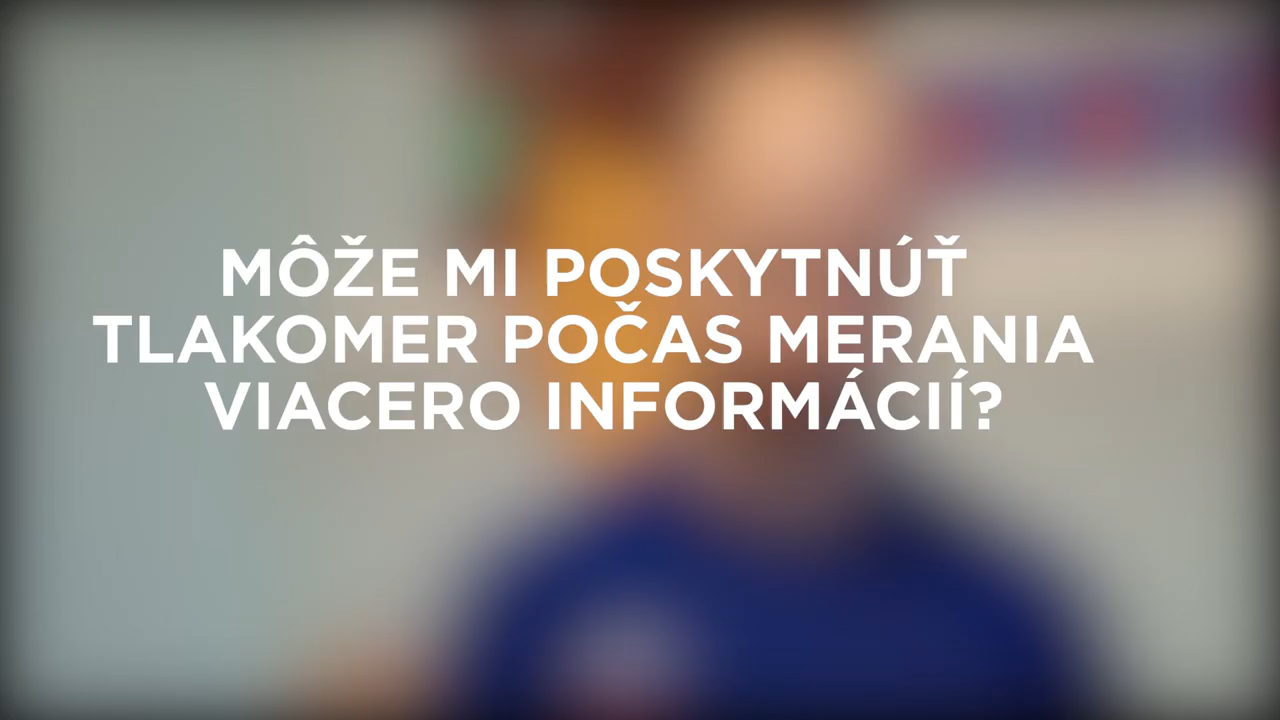 MÔŽE MI POSKYTNÚŤ
TLAKOMER POČAS MERANIA
VIACERO INFORMÁCIÍ?